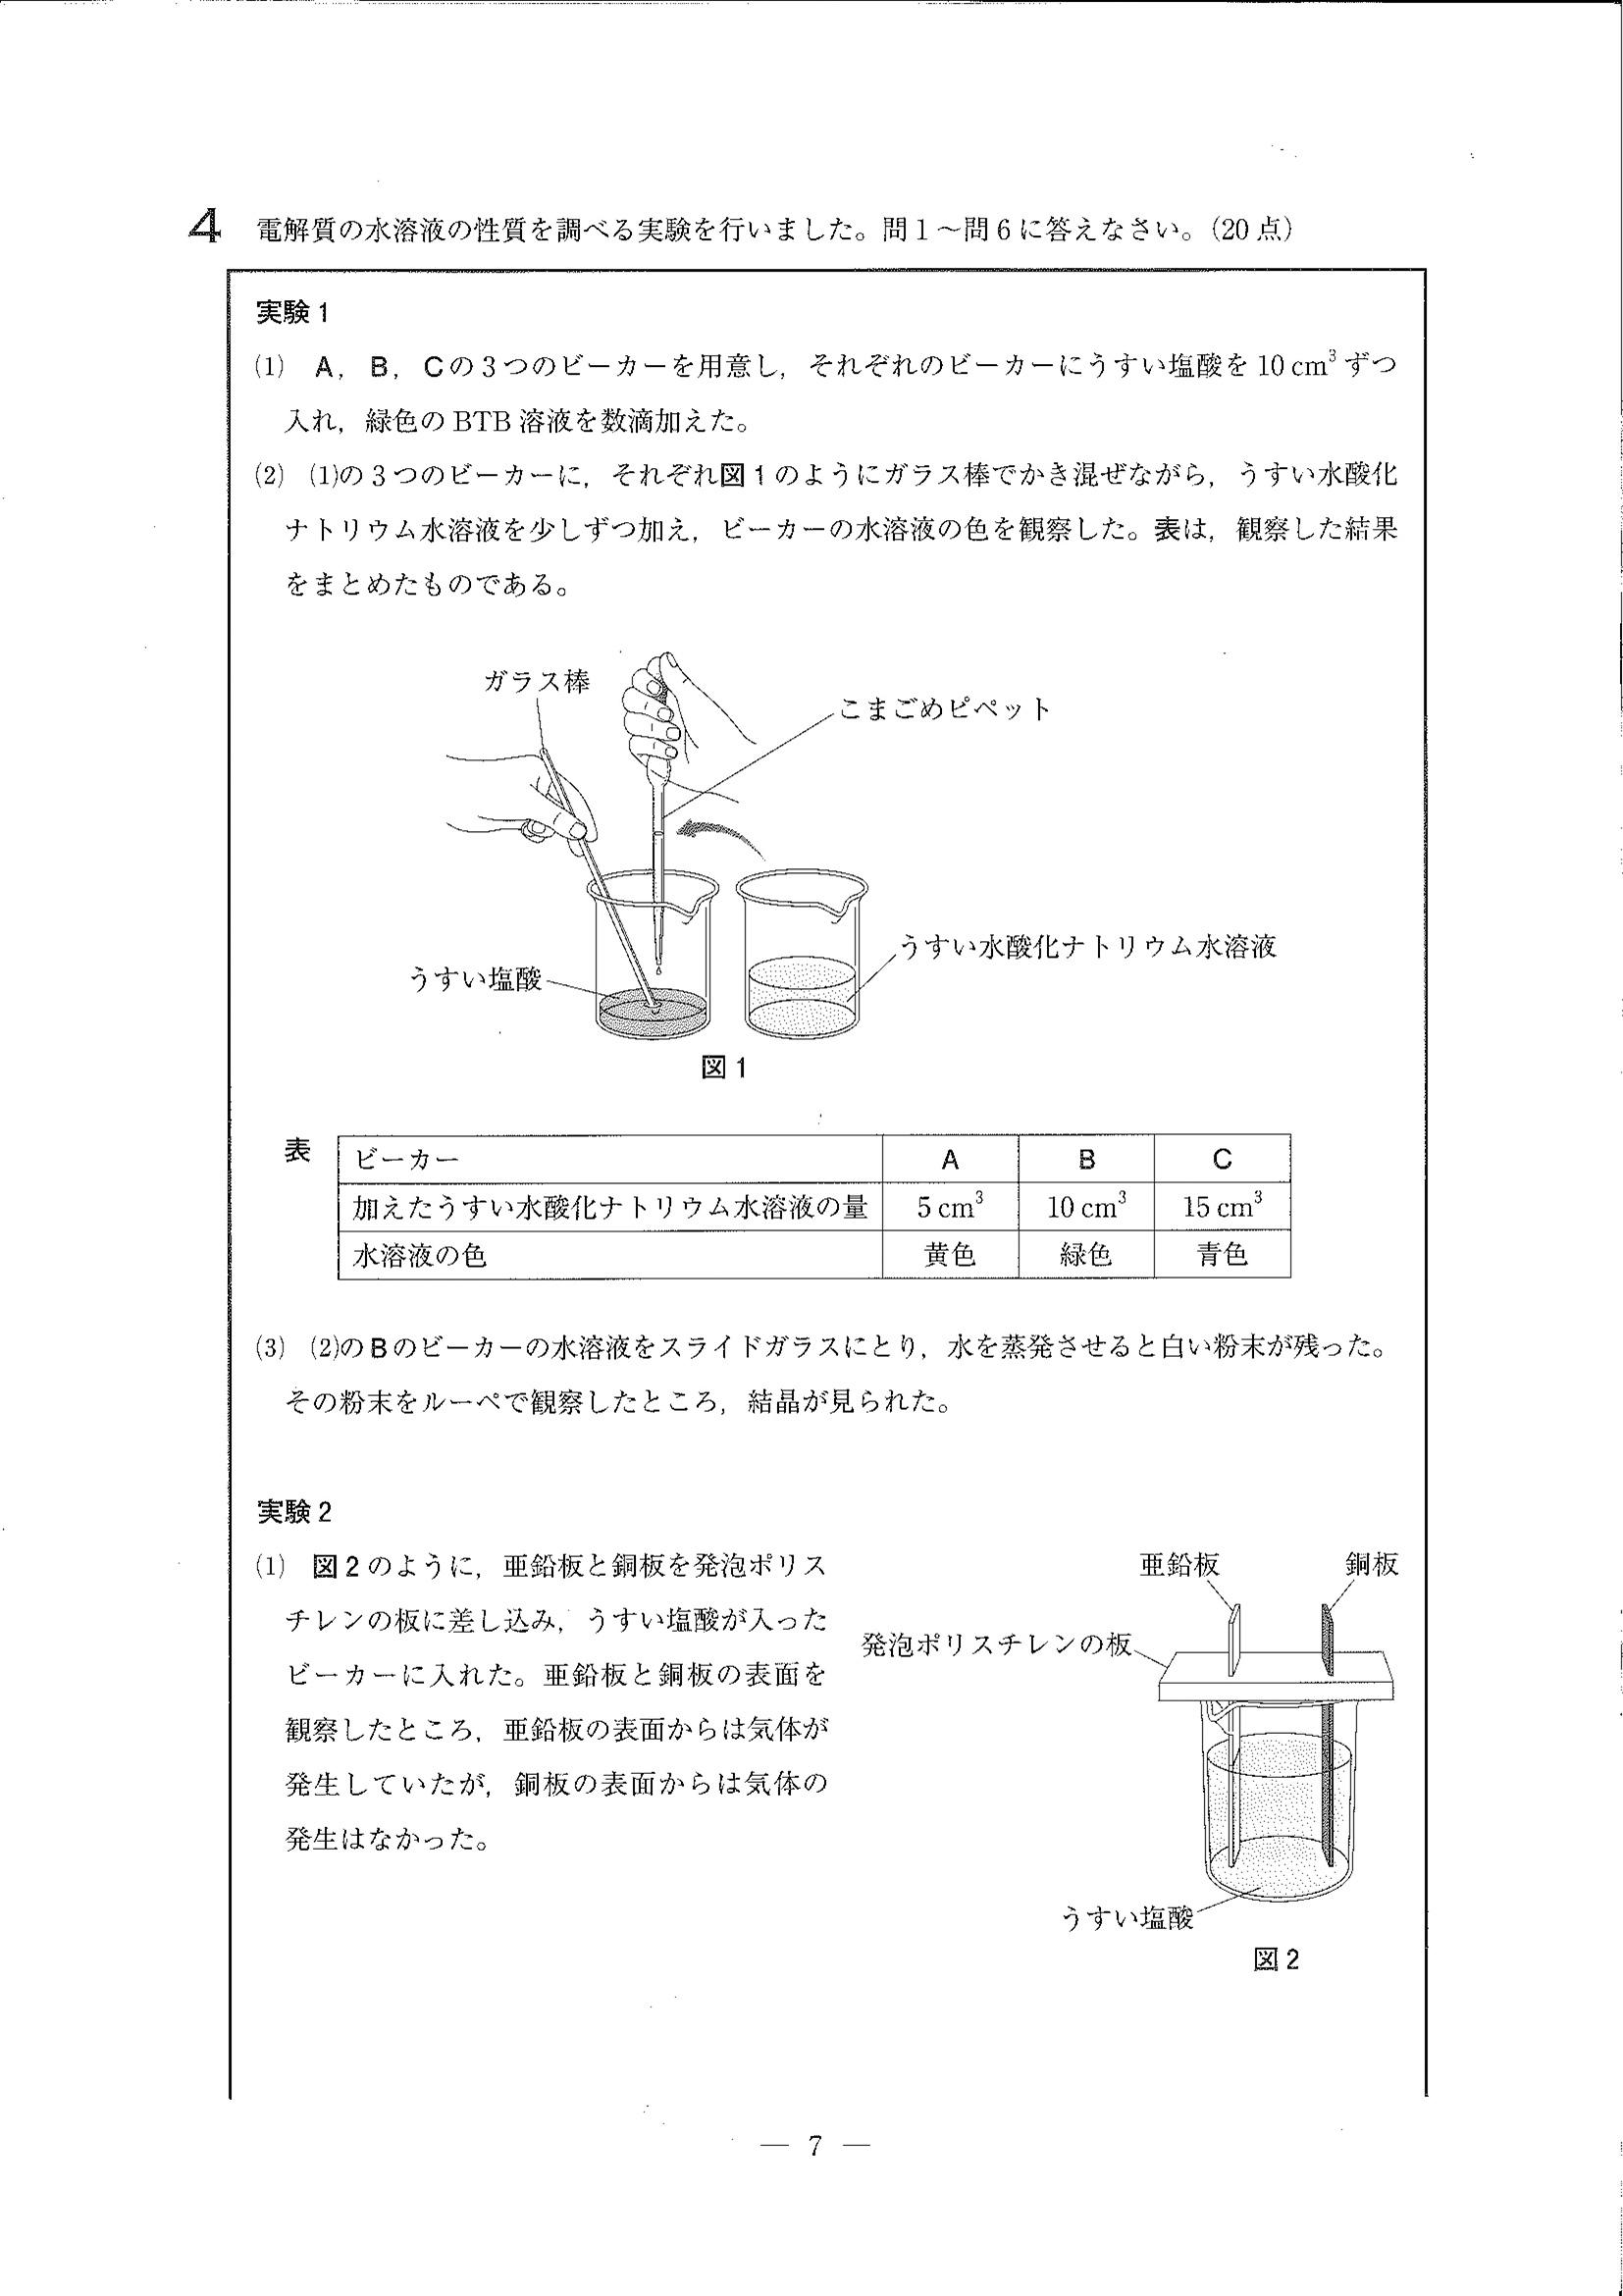 4 電解質の水溶液の性質を調べる実験を行いました。問1～問6に答えなさい。(20点)
実験1
(1) A，B，Cの3つのビーカーを用意し，それぞれのビーカーにうすい塩酸を10 cm³ずつ
入れ，緑色のBTB溶液を数滴加えた。
(2) (1)の3つのビーカーに，それぞれ図1のようにガラス棒でかき混ぜながら，うすい水酸化
ナトリウム水溶液を少しずつ加え，ビーカーの水溶液の色を観察した。表は，観察した結果
をまとめたものである。
ガラス棒
こまごめピペット
うすい水酸化ナトリウム水溶液
うすい塩酸
図1
表 ビーカー A B C
加えたうすい水酸化ナトリウム水溶液の量 5 cm³ 10 cm³ 15 cm³
水溶液の色 黄色 緑色 青色
(3) (2)のBのビーカーの水溶液をスライドガラスにとり，水を蒸発させると白い粉末が残った。
その粉末をルーペで観察したところ，結晶が見られた。
実験2
(1) 図2のように，亜鉛板と銅板を発泡ポリス
チレンの板に差し込み，うすい塩酸が入った
ビーカーに入れた。亜鉛板と銅板の表面を
観察したところ，亜鉛板の表面からは気体が
発生していたが，銅板の表面からは気体の
発生はなかった。
亜鉛板 銅板
発泡ポリスチレンの板
うすい塩酸
図2
— 7 —